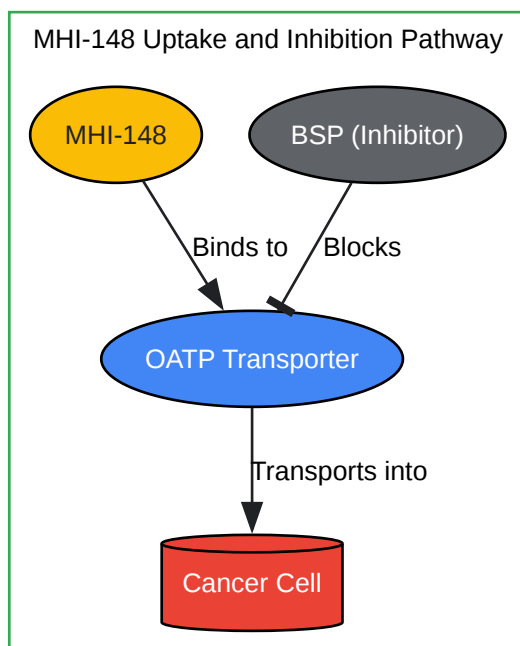 MHI-148 Uptake and Inhibition Pathway
MHI-148
BSP (Inhibitor)
Binds to
Blocks
OATP Transporter
Transports into
Cancer Cell